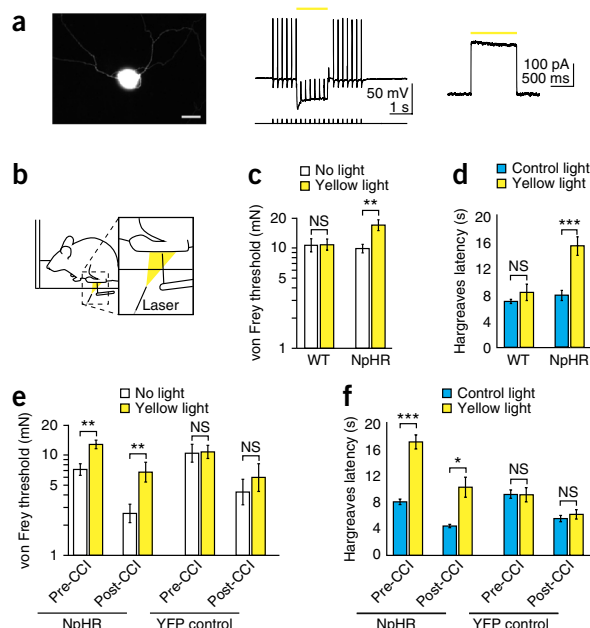 a
50 mV
1 s
100 pA
500 ms
b
Laser
c
No light
Yellow light
von Frey threshold (mN)
20
10
1
NS
**
WT
NpHR
d
Control light
Yellow light
Hargreaves latency (s)
20
16
12
8
4
0
NS
***
WT
NpHR
e
No light
Yellow light
von Frey threshold (mN)
20
10
1
**
**
NS
NS
Pre-CCI
Post-CCI
Pre-CCI
Post-CCI
NpHR
YFP control
f
Control light
Yellow light
Hargreaves latency (s)
20
16
12
8
4
0
***
*
NS
NS
Pre-CCI
Post-CCI
Pre-CCI
Post-CCI
NpHR
YFP control